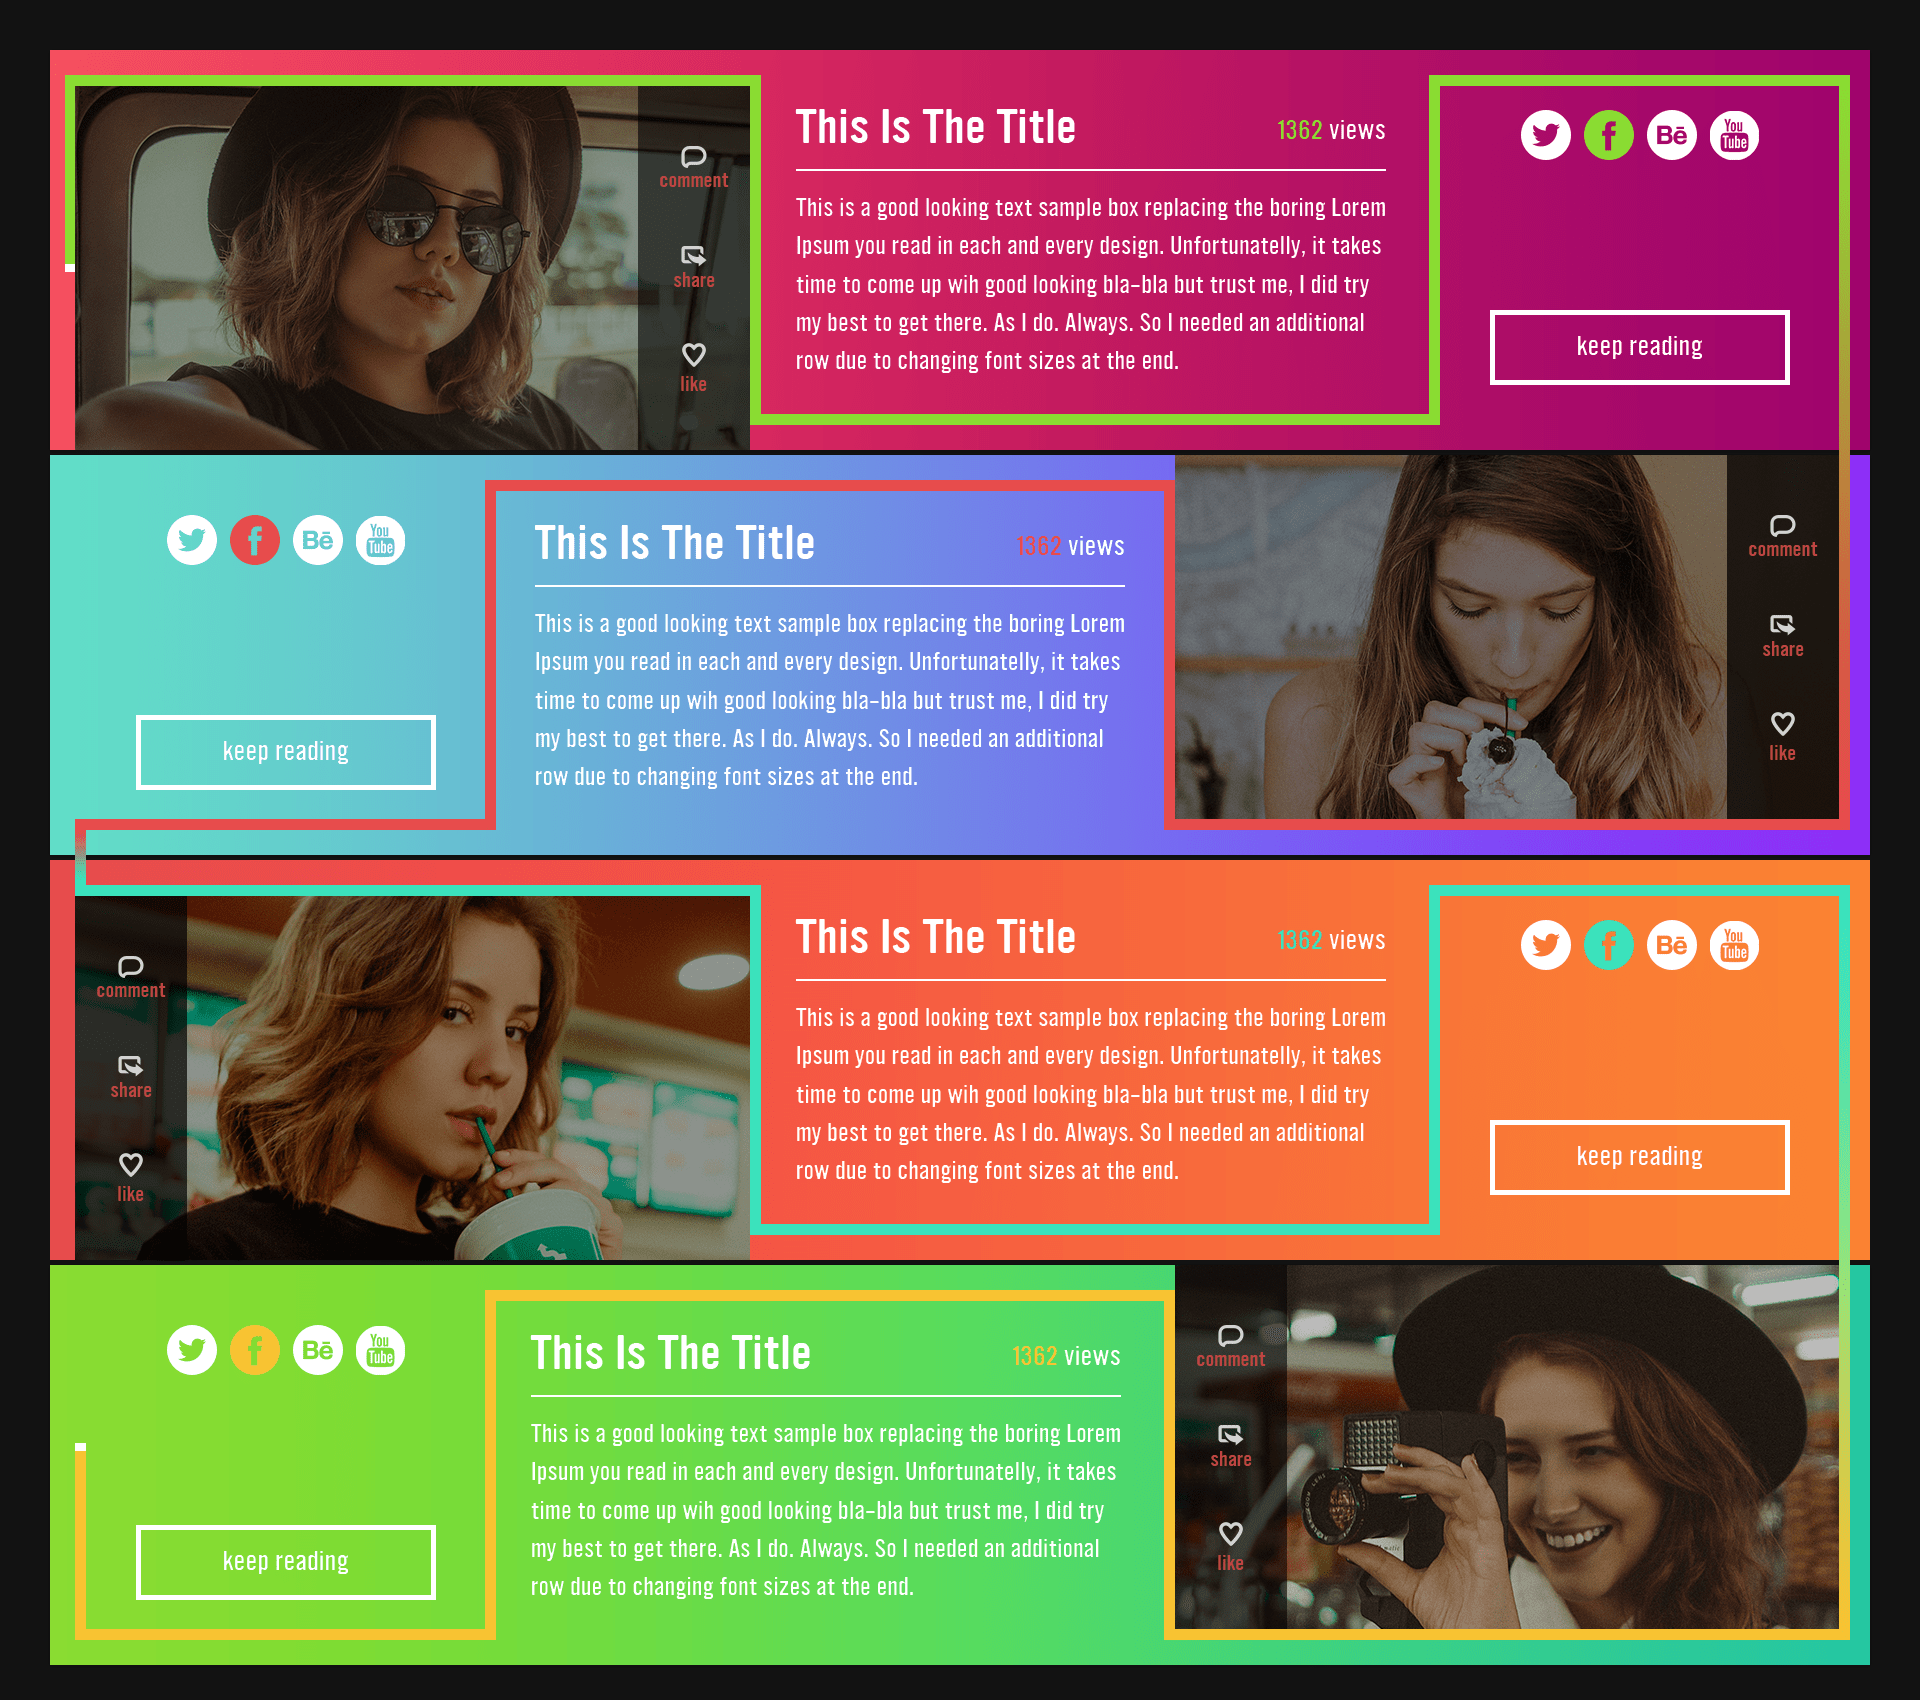 comment
share
like
This Is The Title
1362 views
This is a good looking text sample box replacing the boring Lorem
Ipsum you read in each and every design. Unfortunatelly, it takes
time to come up wih good looking bla-bla but trust me, I did try
my best to get there. As I do. Always. So I needed an additional
row due to changing font sizes at the end.
Bē
You
Tube
keep reading
Bē
You
Tube
keep reading
This Is The Title
1362 views
This is a good looking text sample box replacing the boring Lorem
Ipsum you read in each and every design. Unfortunatelly, it takes
time to come up wih good looking bla-bla but trust me, I did try
my best to get there. As I do. Always. So I needed an additional
row due to changing font sizes at the end.
comment
share
like
comment
share
like
This Is The Title
1362 views
This is a good looking text sample box replacing the boring Lorem
Ipsum you read in each and every design. Unfortunatelly, it takes
time to come up wih good looking bla-bla but trust me, I did try
my best to get there. As I do. Always. So I needed an additional
row due to changing font sizes at the end.
Bē
You
Tube
keep reading
Bē
You
Tube
keep reading
This Is The Title
1362 views
This is a good looking text sample box replacing the boring Lorem
Ipsum you read in each and every design. Unfortunatelly, it takes
time to come up wih good looking bla-bla but trust me, I did try
my best to get there. As I do. Always. So I needed an additional
row due to changing font sizes at the end.
comment
share
like